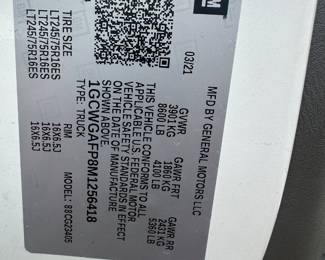 GM
MFD BY GENERAL MOTORS LLC
03/21
GVWR GAWR FRT GAWR RR
3901 KG 1860 KG 2431 KG
8600 LB 4100 LB 5360 LB
THIS VEHICLE CONFORMS TO ALL
APPLICABLE U.S. FEDERAL MOTOR
VEHICLE SAFETY STANDARDS IN EFFECT
ON THE DATE OF MANUFACTURE
SHOWN ABOVE.
1GCWGAFP8M1256418
TYPE: TRUCK MODEL:
TIRE SIZE RIM
LT245/75R16ES 16X6.5J
LT245/75R16ES 16X6.5J
LT245/75R16ES 16X6.5J